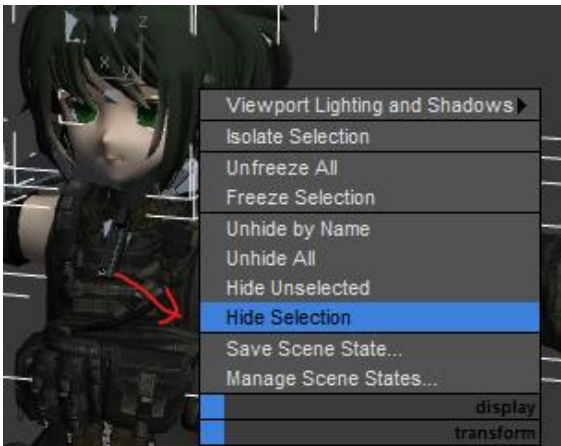 Z
X
Viewport Lighting and Shadows
Isolate Selection
Unfreeze All
Freeze Selection
Unhide by Name
Unhide All
Hide Unselected
Hide Selection
Save Scene State...
Manage Scene States...
display
transform